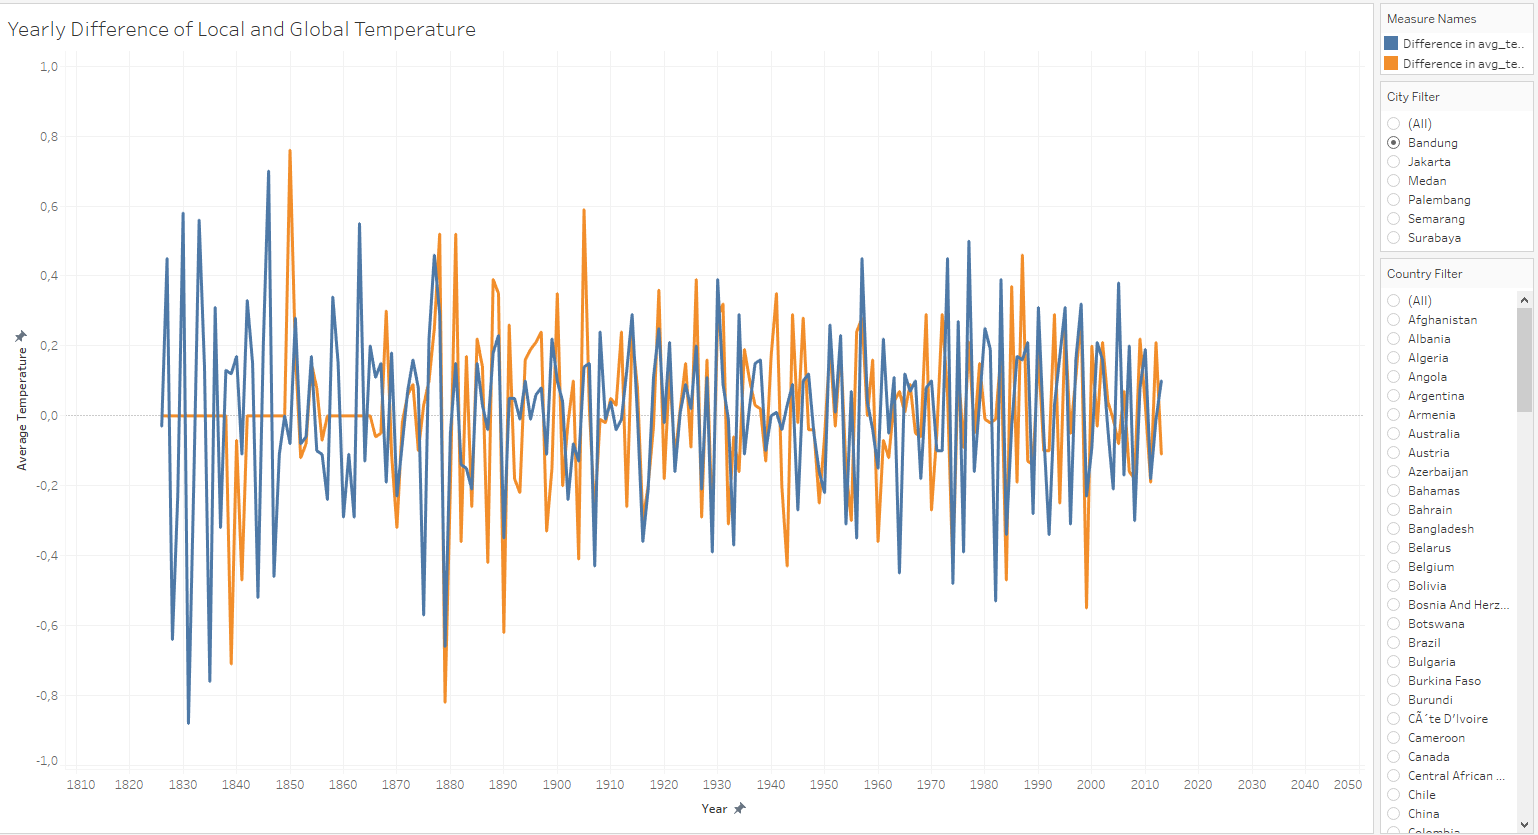 Yearly Difference of Local and Global Temperature
1,0
0,8
0,6
0,4
0,2
0,0
-0,2
-0,4
-0,6
-0,8
-1,0
Average Temperature
1810 1820 1830 1840 1850 1860 1870 1880 1890 1900 1910 1920 1930 1940 1950 1960 1970 1980 1990 2000 2010 2020 2030 2040 2050
Year
Measure Names
Difference in avg_te..
Difference in avg_te..
City Filter
(All)
Bandung
Jakarta
Medan
Palembang
Semarang
Surabaya
Country Filter
(All)
Afghanistan
Albania
Algeria
Angola
Argentina
Armenia
Australia
Austria
Azerbaijan
Bahamas
Bahrain
Bangladesh
Belarus
Belgium
Bolivia
Bosnia And Herz...
Botswana
Brazil
Bulgaria
Burkina Faso
Burundi
CÃ´te D'Ivoire
Cameroon
Canada
Central African ...
Chile
China
Colombia